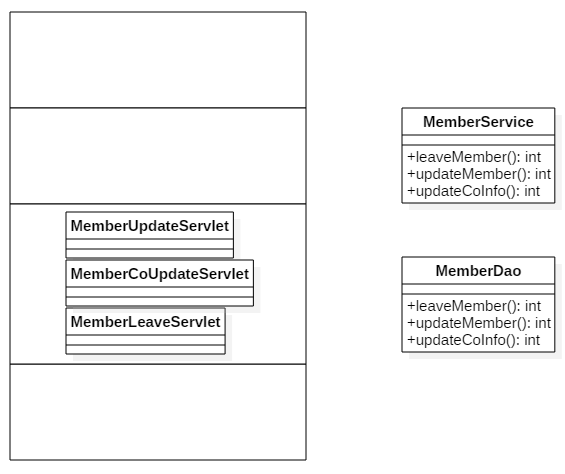 MemberService
+leaveMember(): int
+updateMember(): int
+updateCoInfo(): int
MemberUpdateServlet
MemberCoUpdateServlet
MemberLeaveServlet
MemberDao
+leaveMember(): int
+updateMember(): int
+updateCoInfo(): int